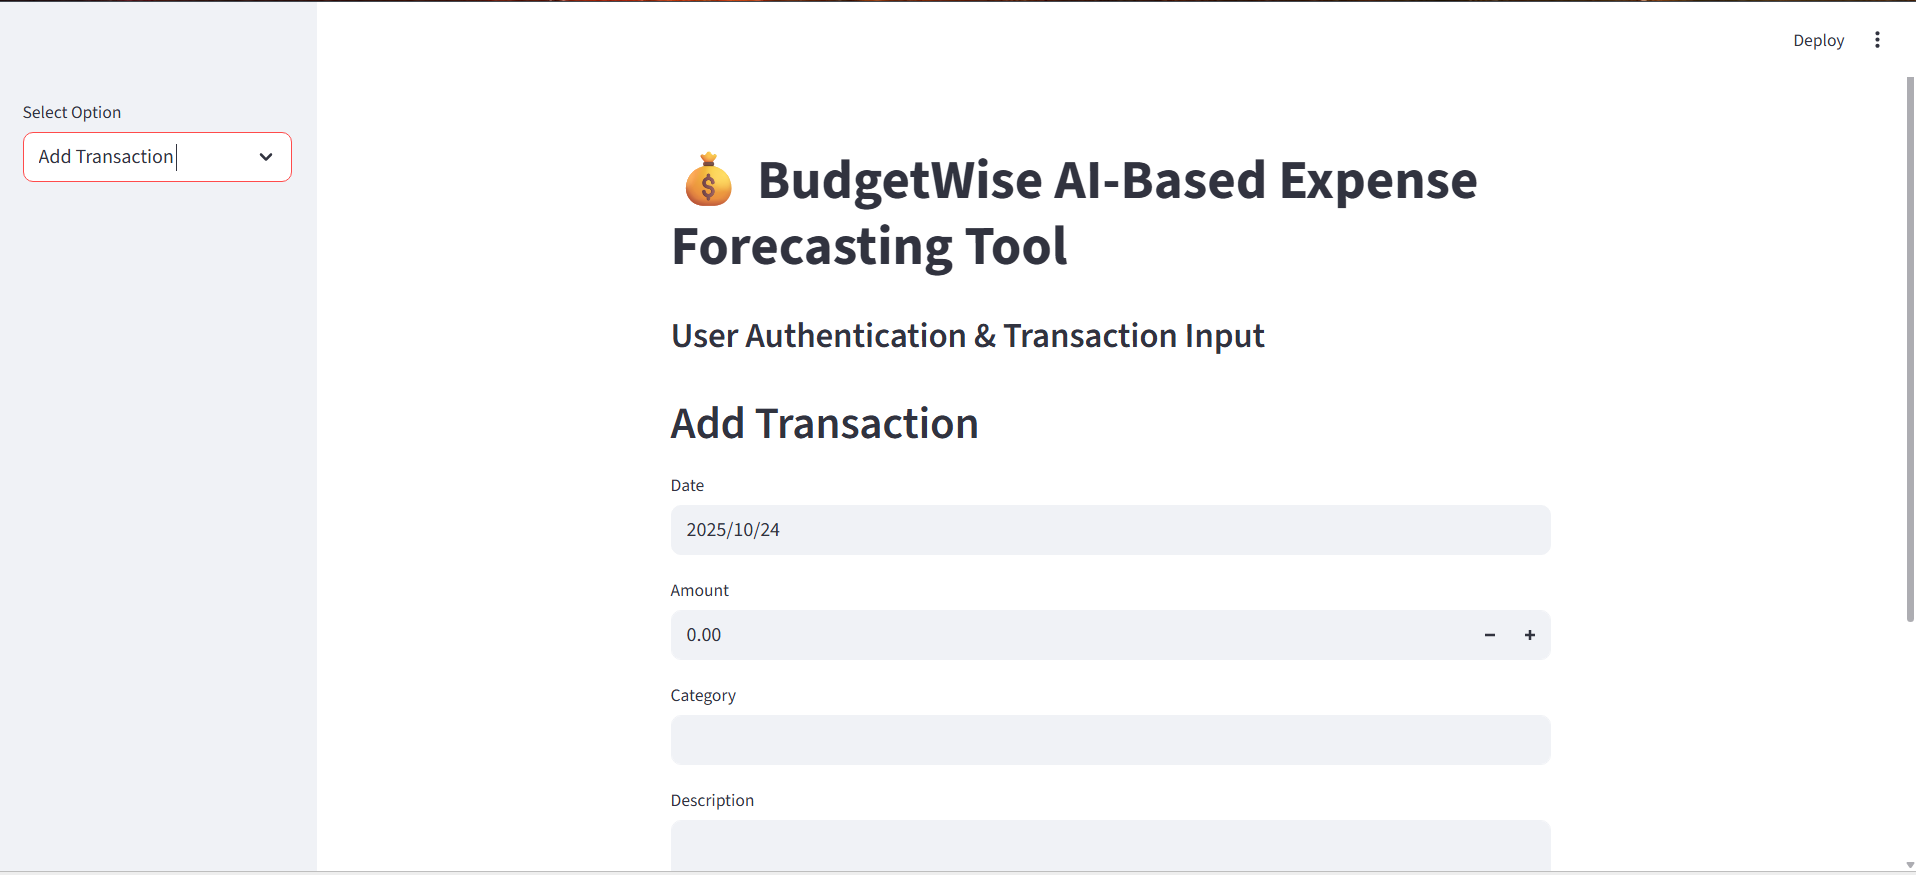 Deploy
Select Option
Add Transaction
💰 BudgetWise AI-Based Expense
Forecasting Tool
User Authentication & Transaction Input
Add Transaction
Date
2025/10/24
Amount
0.00
Category
Description